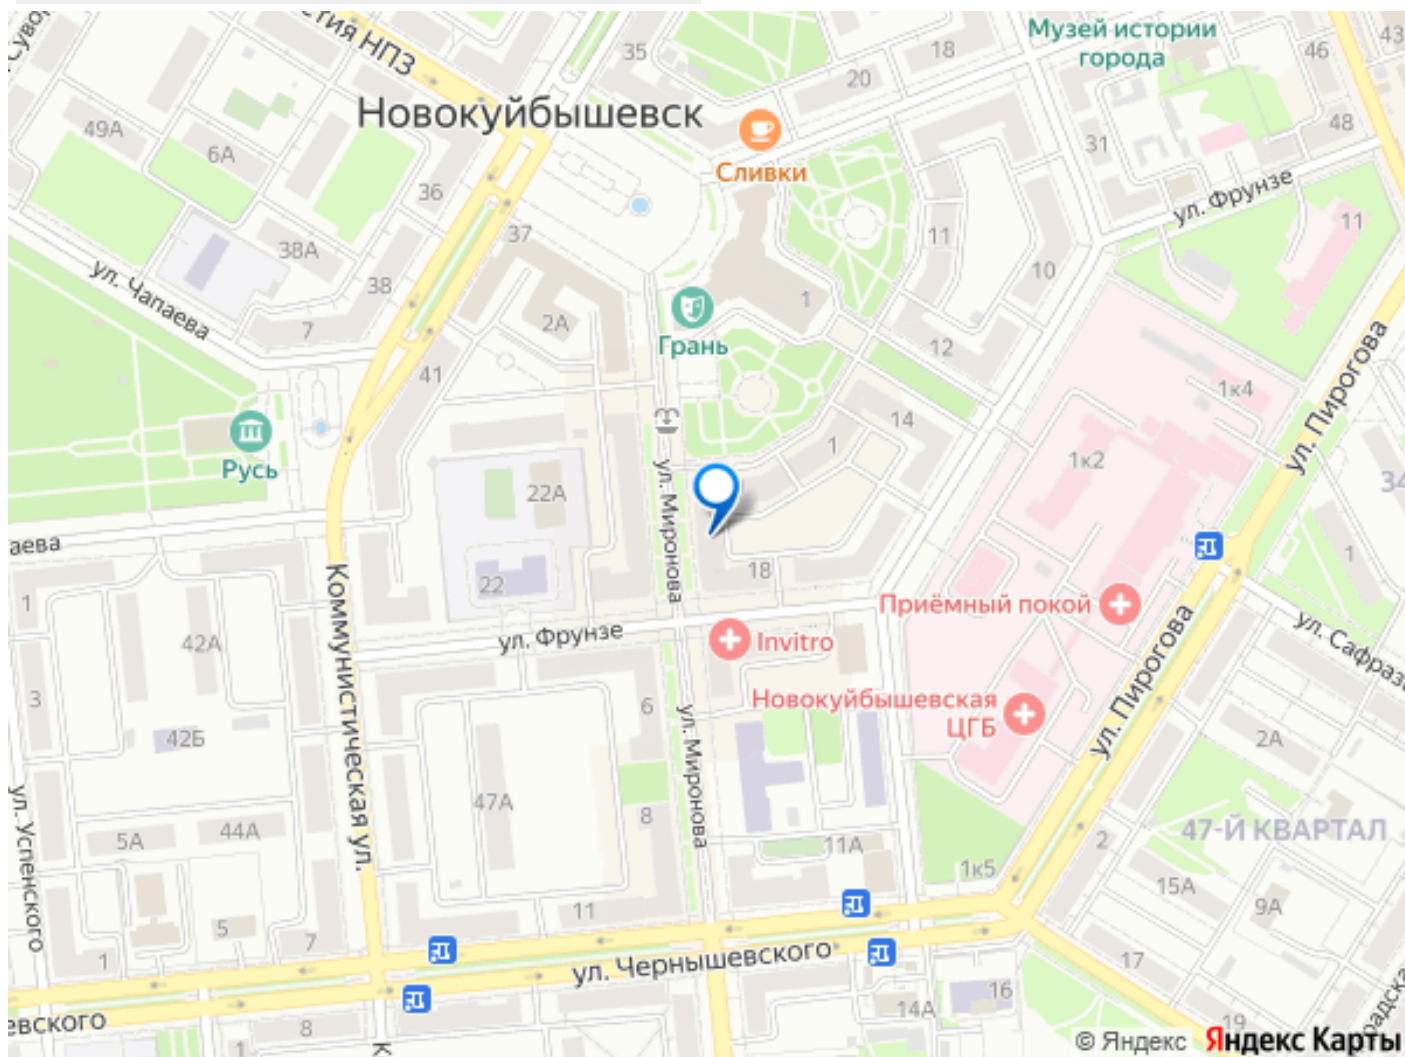 Музей истории
города
тия НПЗ
35
18
20
46
43
Новокуйбышевск
49А
6А
31
48
Сливки
36
ул. Фрунзе
11
37
11
38А
10
ул. Чапаева
38
7
2А
1
Грань
12
41
1к4
ул. Пирогова
14
Русь
1
1к2
34
22А
ул. Миронова
аева
1
22
18
1
Приёмный покой
Коммунистическая ул.
ул. Фрунзе
Invitro
42А
ул. Пирогова
3
6
Новокуйбышевская
ЦГБ
42Б
2А
ул. Миронова
47А
8
ул. Успенского
5А
44А
11А
2
47-Й КВАРТАЛ
1к5
15А
9А
11
5
7
1
ул. Чернышевского
17
16
14А
19
евского
8
1
К
© Яндекс
Яндекс Карты